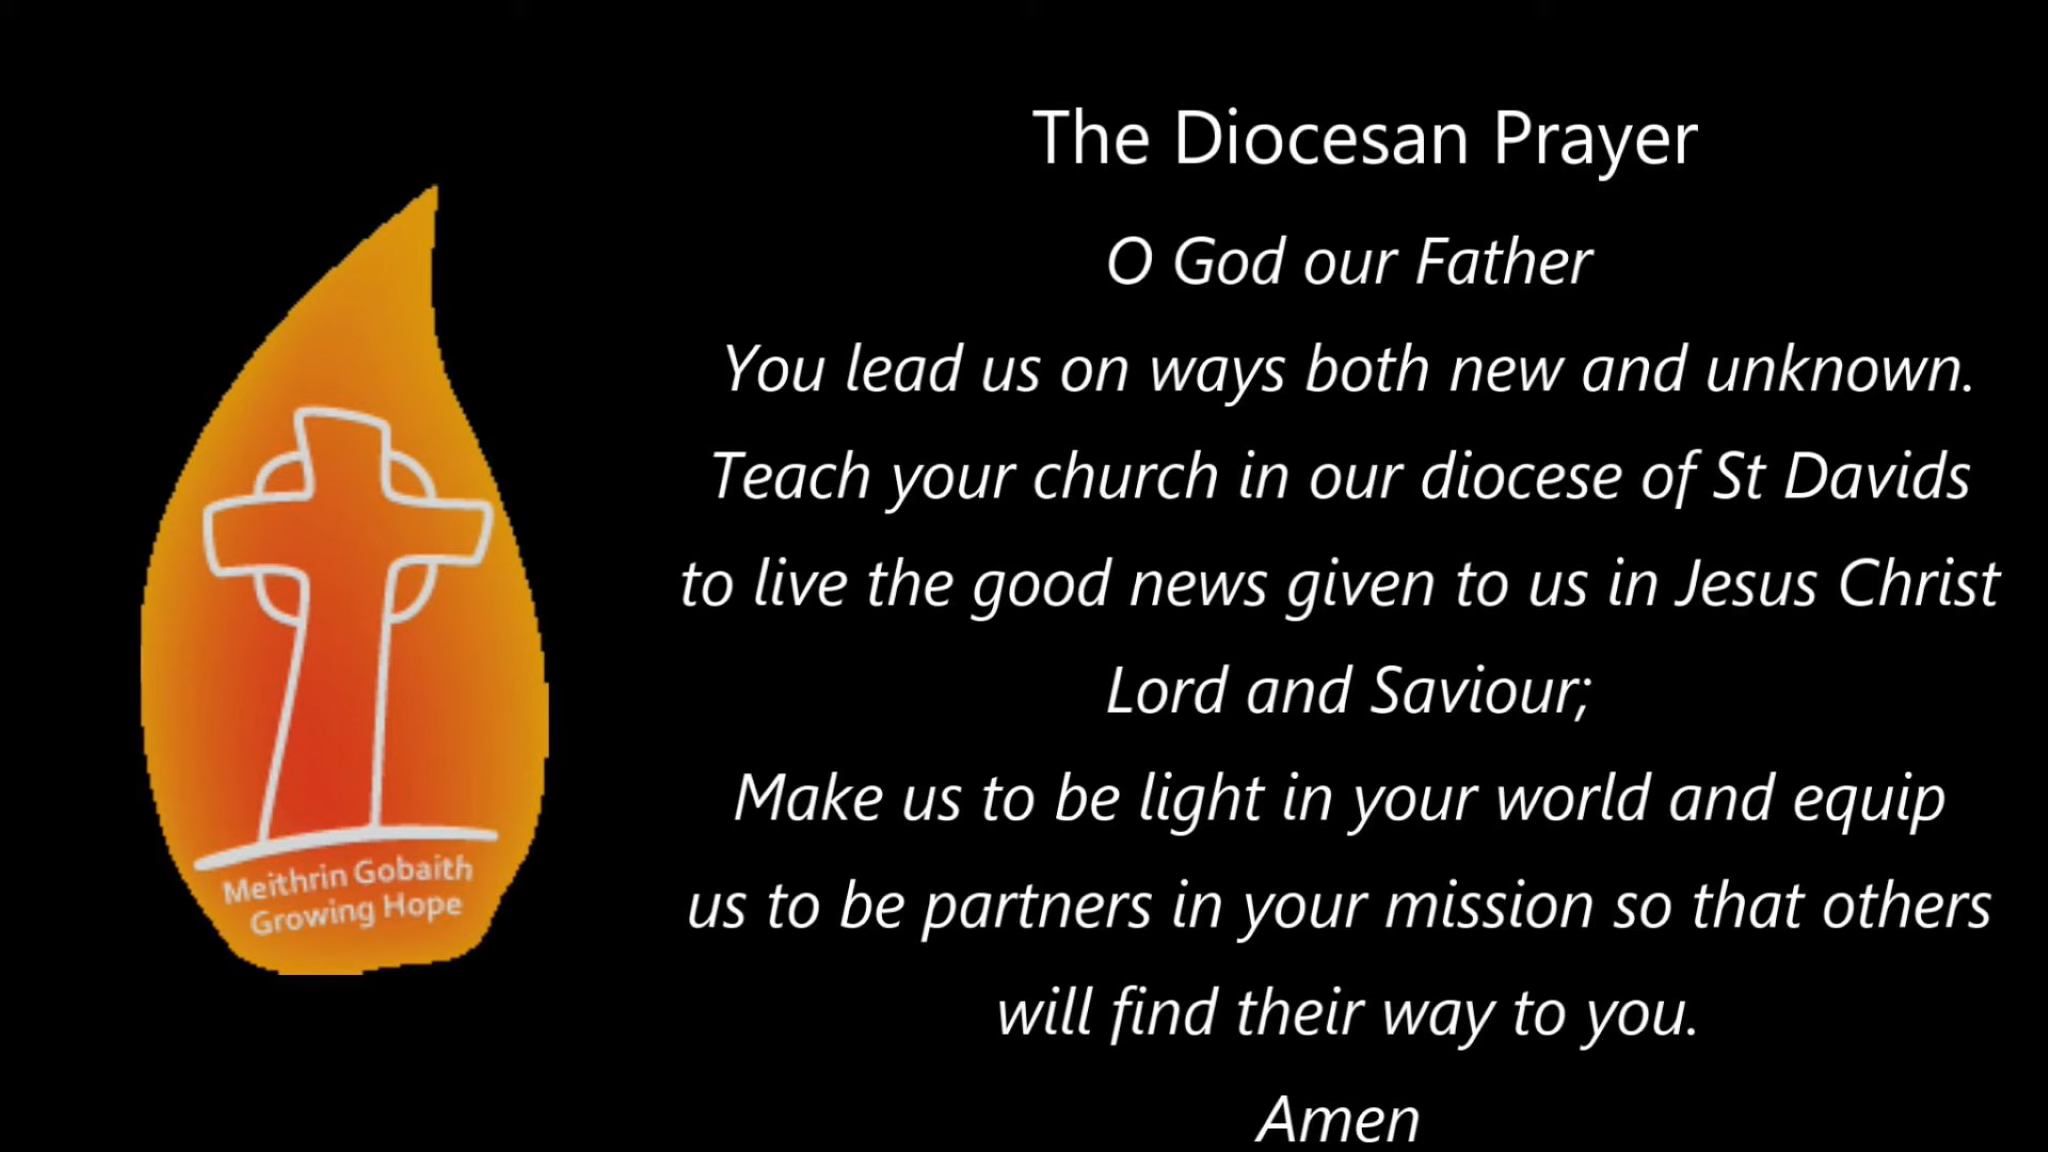 The Diocesan Prayer
O God our Father
You lead us on ways both new and unknown.
Teach your church in our diocese of St Davids
to live the good news given to us in Jesus Christ
Lord and Saviour;
Make us to be light in your world and equip
us to be partners in your mission so that others
will find their way to you.
Amen
Meithrin Gobaith
Growing Hope